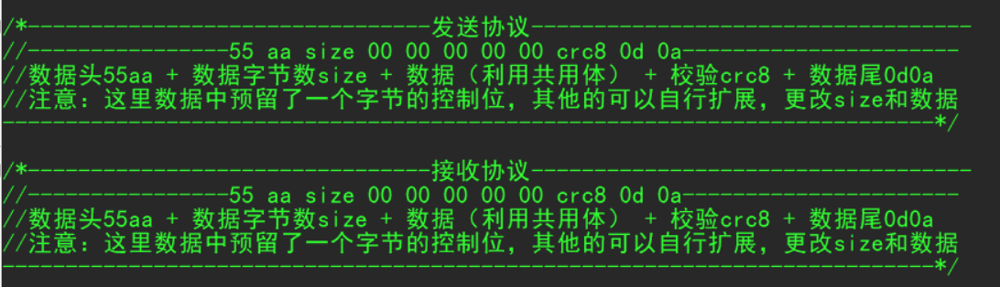 /*--------------------------------发送协议-----------------------------------
//----------------55 aa size 00 00 00 00 00 crc8 0d 0a----------------------
//数据头55aa + 数据字节数size + 数据（利用共用体） + 校验crc8 + 数据尾0d0a
//注意：这里数据中预留了一个字节的控制位，其他的可以自行扩展，更改size和数据
--------------------------------------------------------------------------*/
/*--------------------------------接收协议-----------------------------------
//----------------55 aa size 00 00 00 00 00 crc8 0d 0a----------------------
//数据头55aa + 数据字节数size + 数据（利用共用体） + 校验crc8 + 数据尾0d0a
//注意：这里数据中预留了一个字节的控制位，其他的可以自行扩展，更改size和数据
--------------------------------------------------------------------------*/